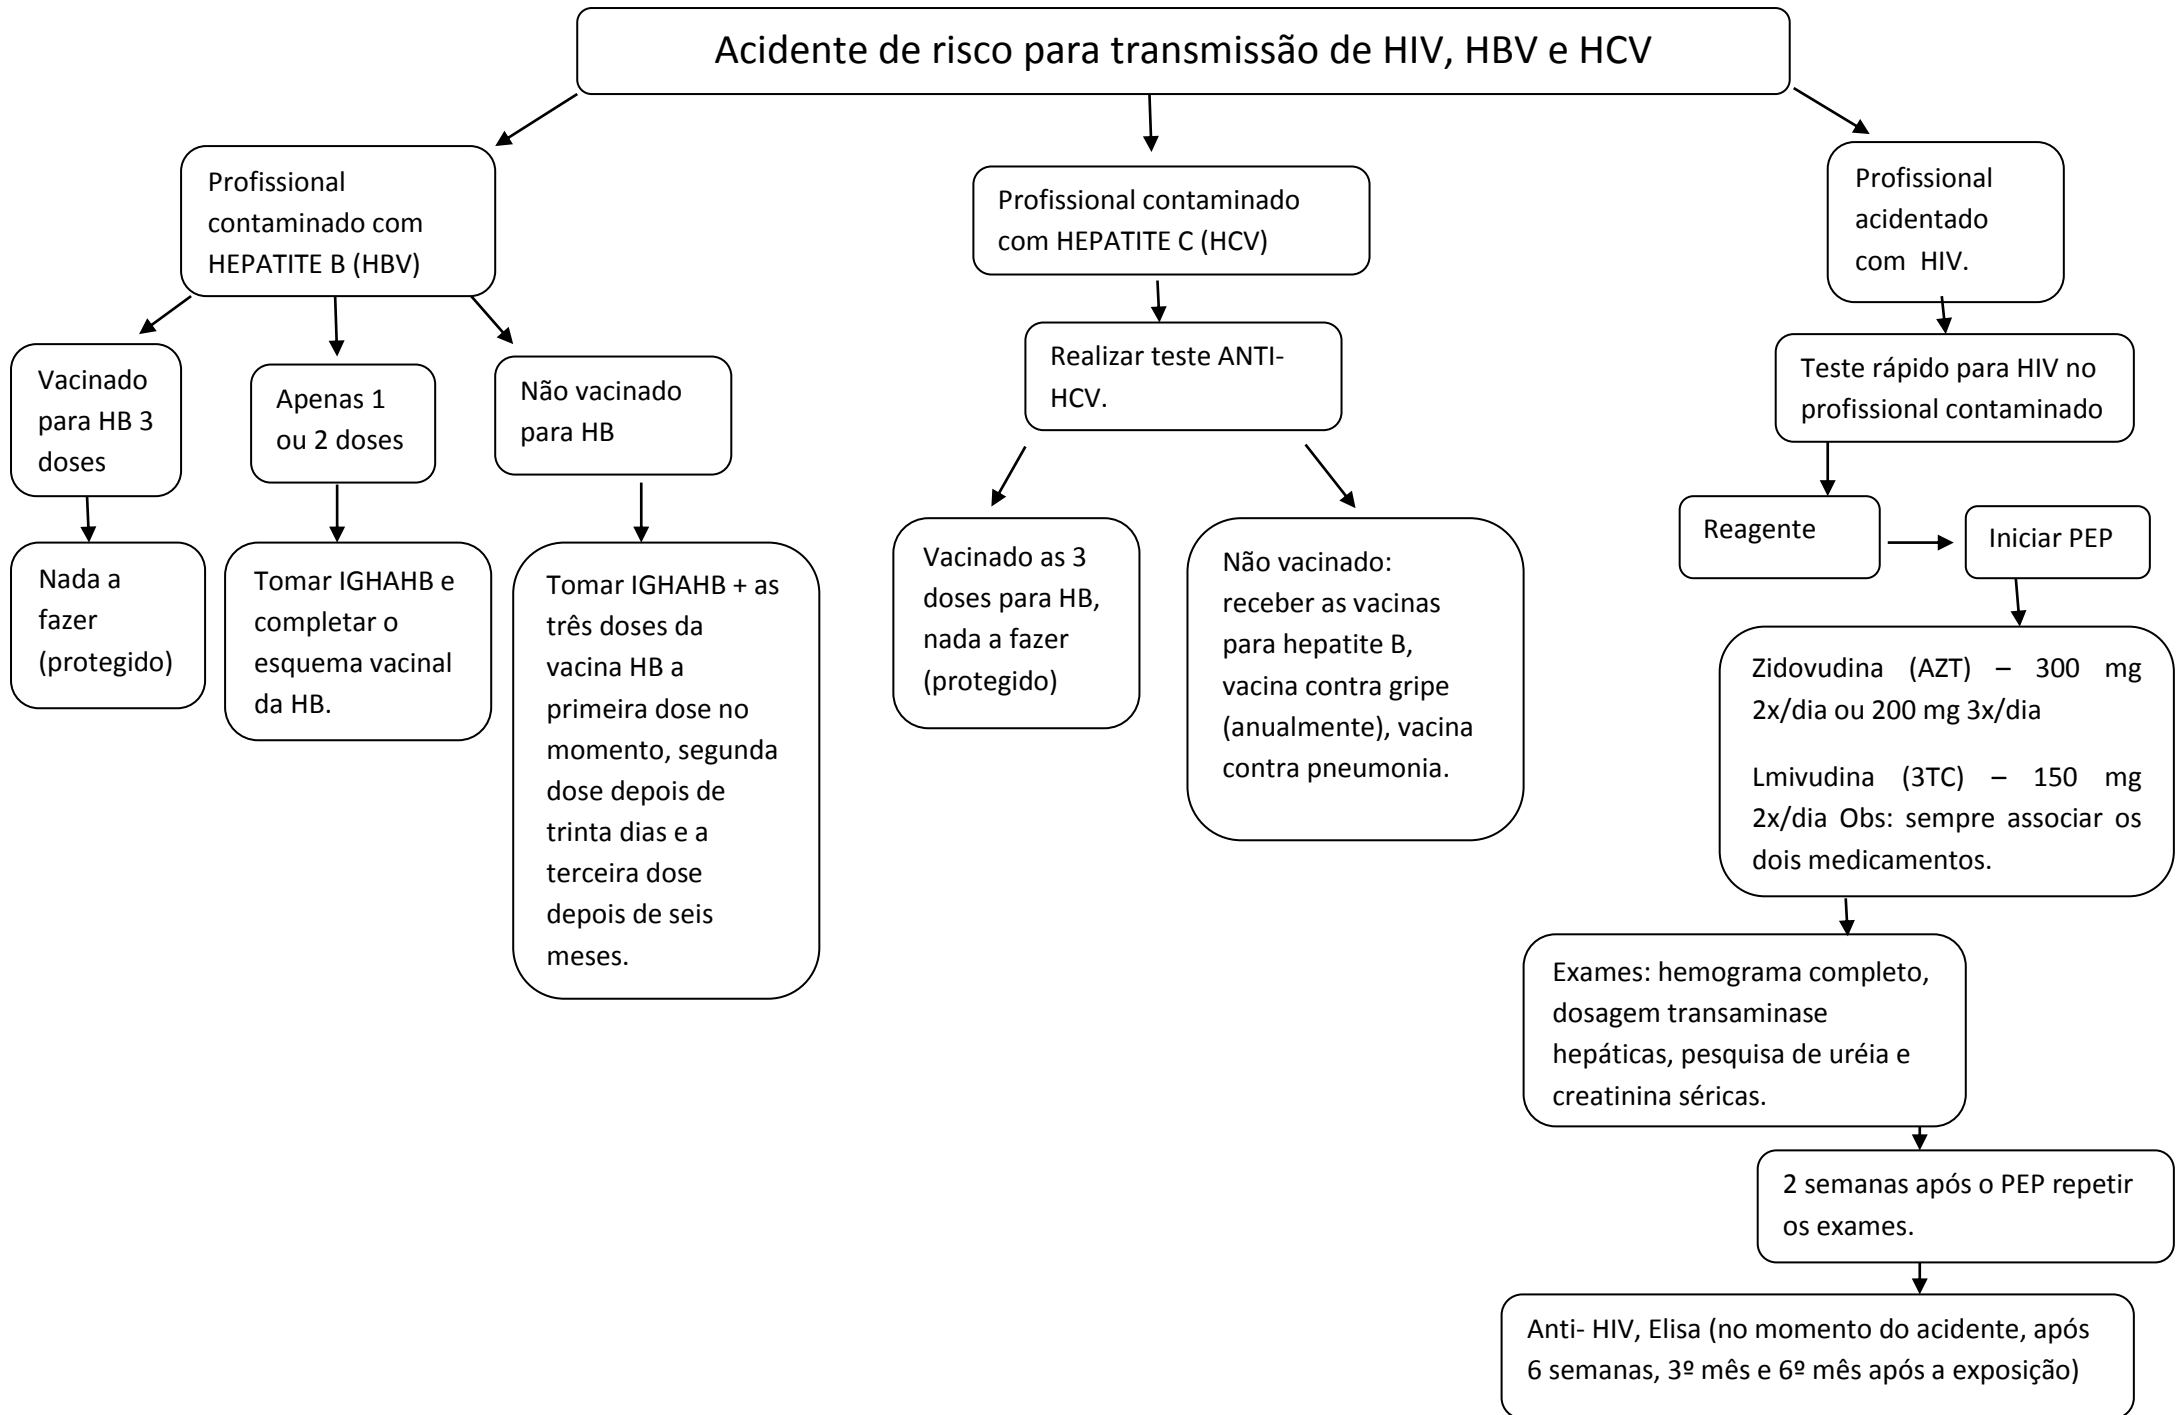 Acidente de risco para transmissão de HIV, HBV e HCV
Profissional
contaminado com
HEPATITE B (HBV)
Profissional contaminado
com HEPATITE C (HCV)
Profissional
acidentado
com HIV.
Vacinado
para HB 3
doses
Apenas 1
ou 2 doses
Não vacinado
para HB
Realizar teste ANTI-
HCV.
Teste rápido para HIV no
profissional contaminado
Nada a
fazer
(protegido)
Tomar IGHAHB e
completar o
esquema vacinal
da HB.
Tomar IGHAHB + as
três doses da
vacina HB a
primeira dose no
momento, segunda
dose depois de
trinta dias e a
terceira dose
depois de seis
meses.
Vacinado as 3
doses para HB,
nada a fazer
(protegido)
Não vacinado:
receber as vacinas
para hepatite B,
vacina contra gripe
(anualmente), vacina
contra pneumonia.
Reagente
Iniciar PEP
Zidovudina (AZT) – 300 mg
2x/dia ou 200 mg 3x/dia
Lmivudina (3TC) – 150 mg
2x/dia Obs: sempre associar os
dois medicamentos.
Exames: hemograma completo,
dosagem transaminase
hepáticas, pesquisa de uréia e
creatinina séricas.
2 semanas após o PEP repetir
os exames.
Anti- HIV, Elisa (no momento do acidente, após
6 semanas, 3º mês e 6º mês após a exposição)